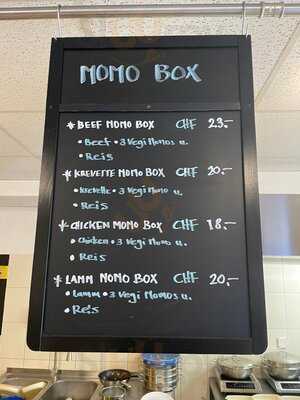 MOMO BOX
* BEEF MOMO BOX CHF 23.-
• Beef • 3 Vegi Momos u.
• Reis
* KREVETTE MOMO BOX CHF 20.-
• Krevette • 3 Vegi Momo u.
• Reis
* CHICKEN MOMO BOX CHF 18.-
• Chicken • 3 Vegi Momo u.
• Reis
* LAMM MOMO BOX CHF 20.-
• Lamm • 3 Vegi Momos u.
• Reis